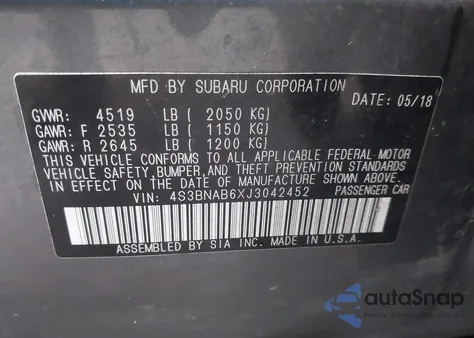 MFD BY SUBARU CORPORATION
GVWR: 4519 LB ( 2050 KG) DATE: 05/18
GAWR: F 2535 LB ( 1150 KG)
GAWR: R 2645 LB ( 1200 KG)
THIS VEHICLE CONFORMS TO ALL APPLICABLE FEDERAL MOTOR
VEHICLE SAFETY, BUMPER, AND THEFT PREVENTION STANDARDS
IN EFFECT ON THE DATE OF MANUFACTURE SHOWN ABOVE.
VIN: 4S3BNAB6XJ3042452 PASSENGER CAR
ASSEMBLED BY SIA INC. MADE IN U.S.A.
autoSnap